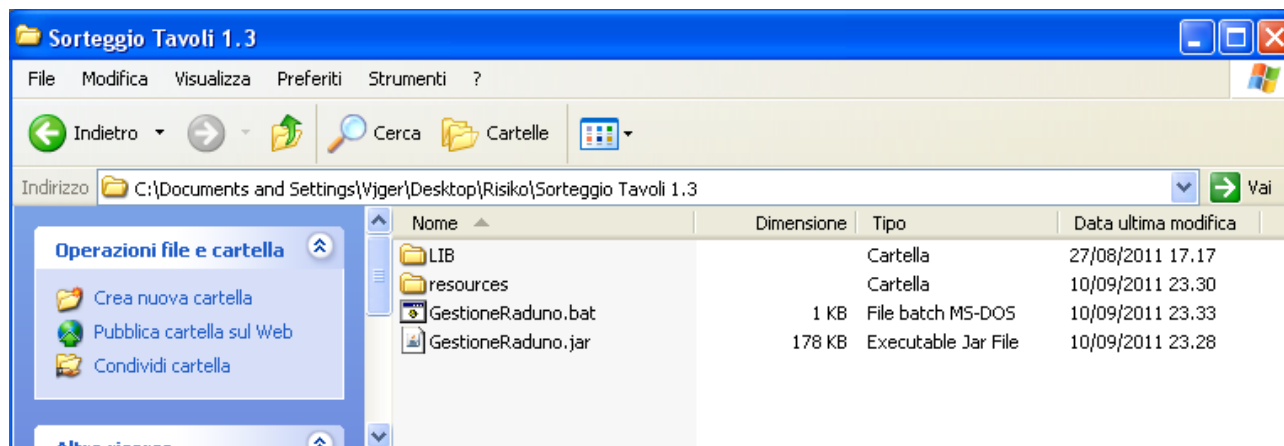 Sorteggio Tavoli 1.3
File Modifica Visualizza Preferiti Strumenti ?
Indietro Cerca Cartelle
Indirizzo C:\Documents and Settings\Vjger\Desktop\Risiko\Sorteggio Tavoli 1.3 Vai
Nome Dimensione Tipo Data ultima modifica
Operazioni file e cartella
Crea nuova cartella
Pubblica cartella sul Web
Condividi cartella
LIB Cartella 27/08/2011 17.17
resources Cartella 10/09/2011 23.30
GestioneRaduno.bat 1 KB File batch MS-DOS 10/09/2011 23.33
GestioneRaduno.jar 178 KB Executable Jar File 10/09/2011 23.28